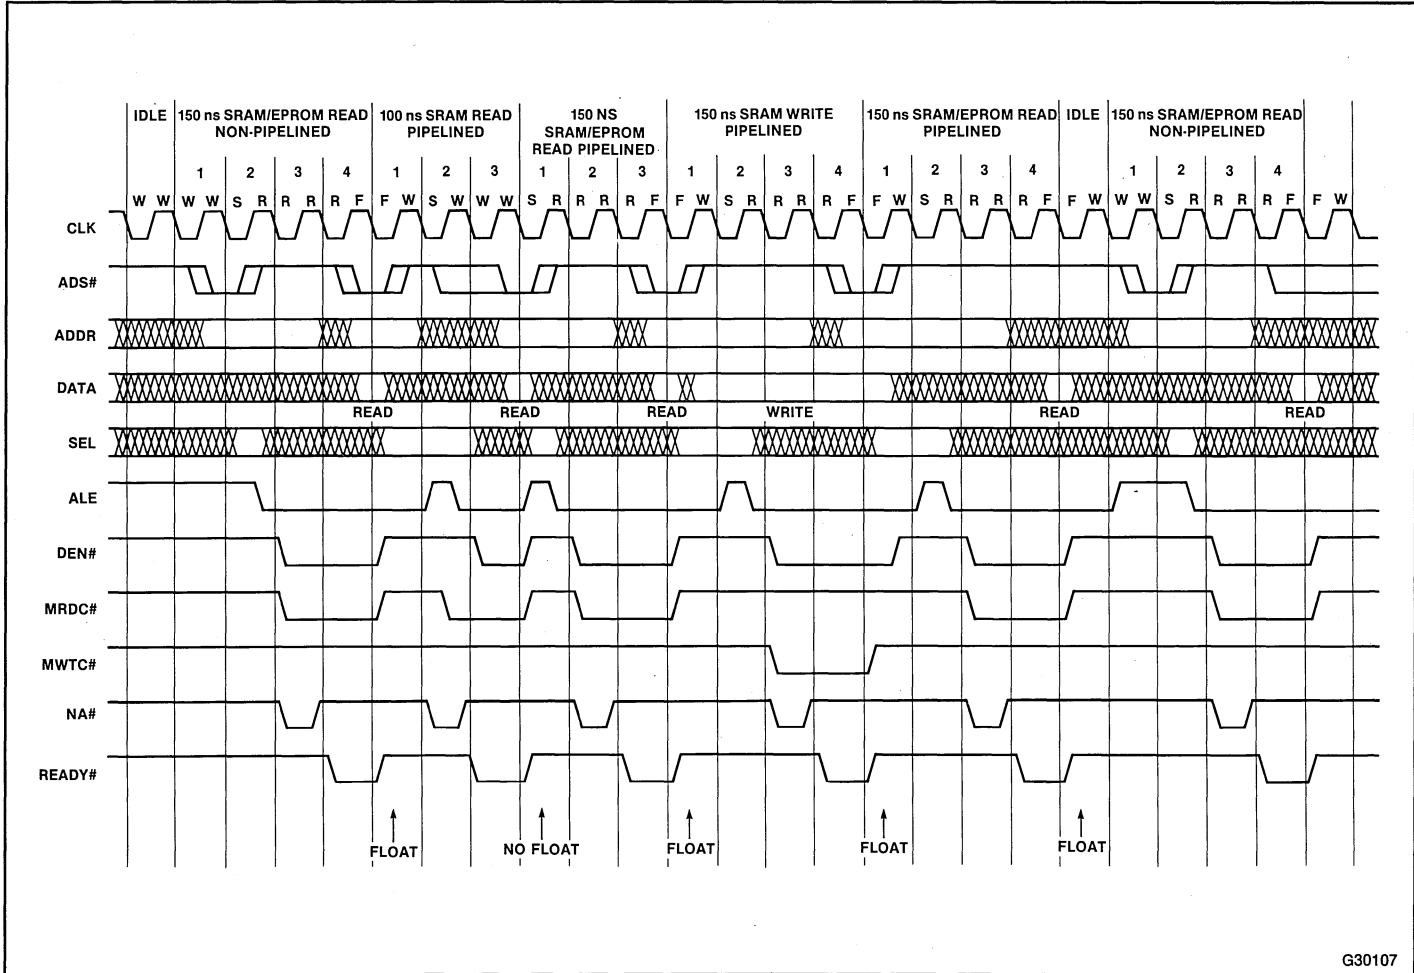 IDLE 150 ns SRAM/EPROM READ 100 ns SRAM READ 150 NS 150 ns SRAM WRITE 150 ns SRAM/EPROM READ IDLE 150 ns SRAM/EPROM READ
NON-PIPELINED PIPELINED SRAM/EPROM PIPELINED PIPELINED NON-PIPELINED
READ PIPELINED
1 2 3 4 1 2 3 1 2 3 1 2 3 4 1 2 3 4 1 2 3 4
W W W W S R R R R F F W S W W W S R R R R F F W S R R R R F F W S R R R R F F W W W S R R R R F F W
CLK
ADS#
ADDR
DATA
READ READ READ WRITE READ READ
SEL
ALE
DEN#
MRDC#
MWTC#
NA#
READY#
FLOAT NO FLOAT FLOAT FLOAT FLOAT
G30107